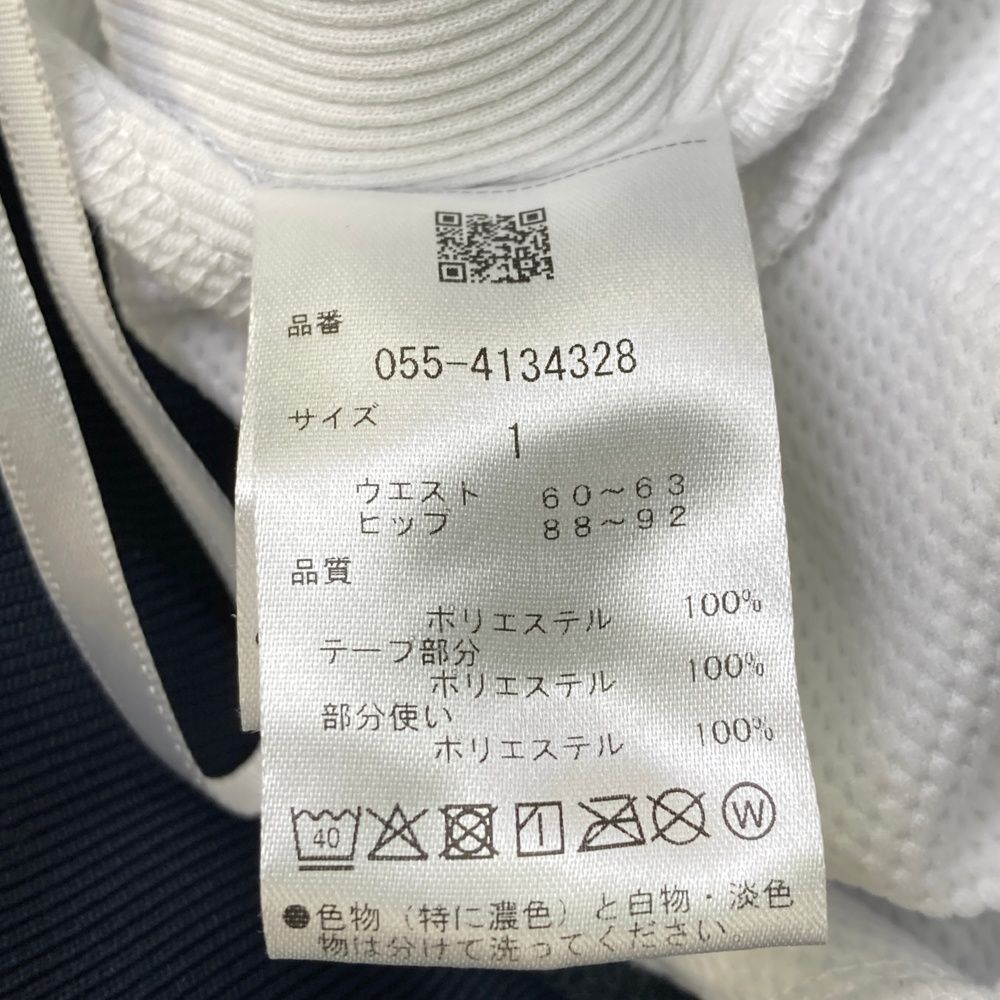 品番
055-4134328
サイズ
1
ウエスト 60～63
ヒップ 88～92
品質
ポリエステル 100%
テープ部分
ポリエステル 100%
部分使い
ポリエステル 100%
40
W
●色物（特に濃色）と白物・淡色
物は分けて洗ってください。